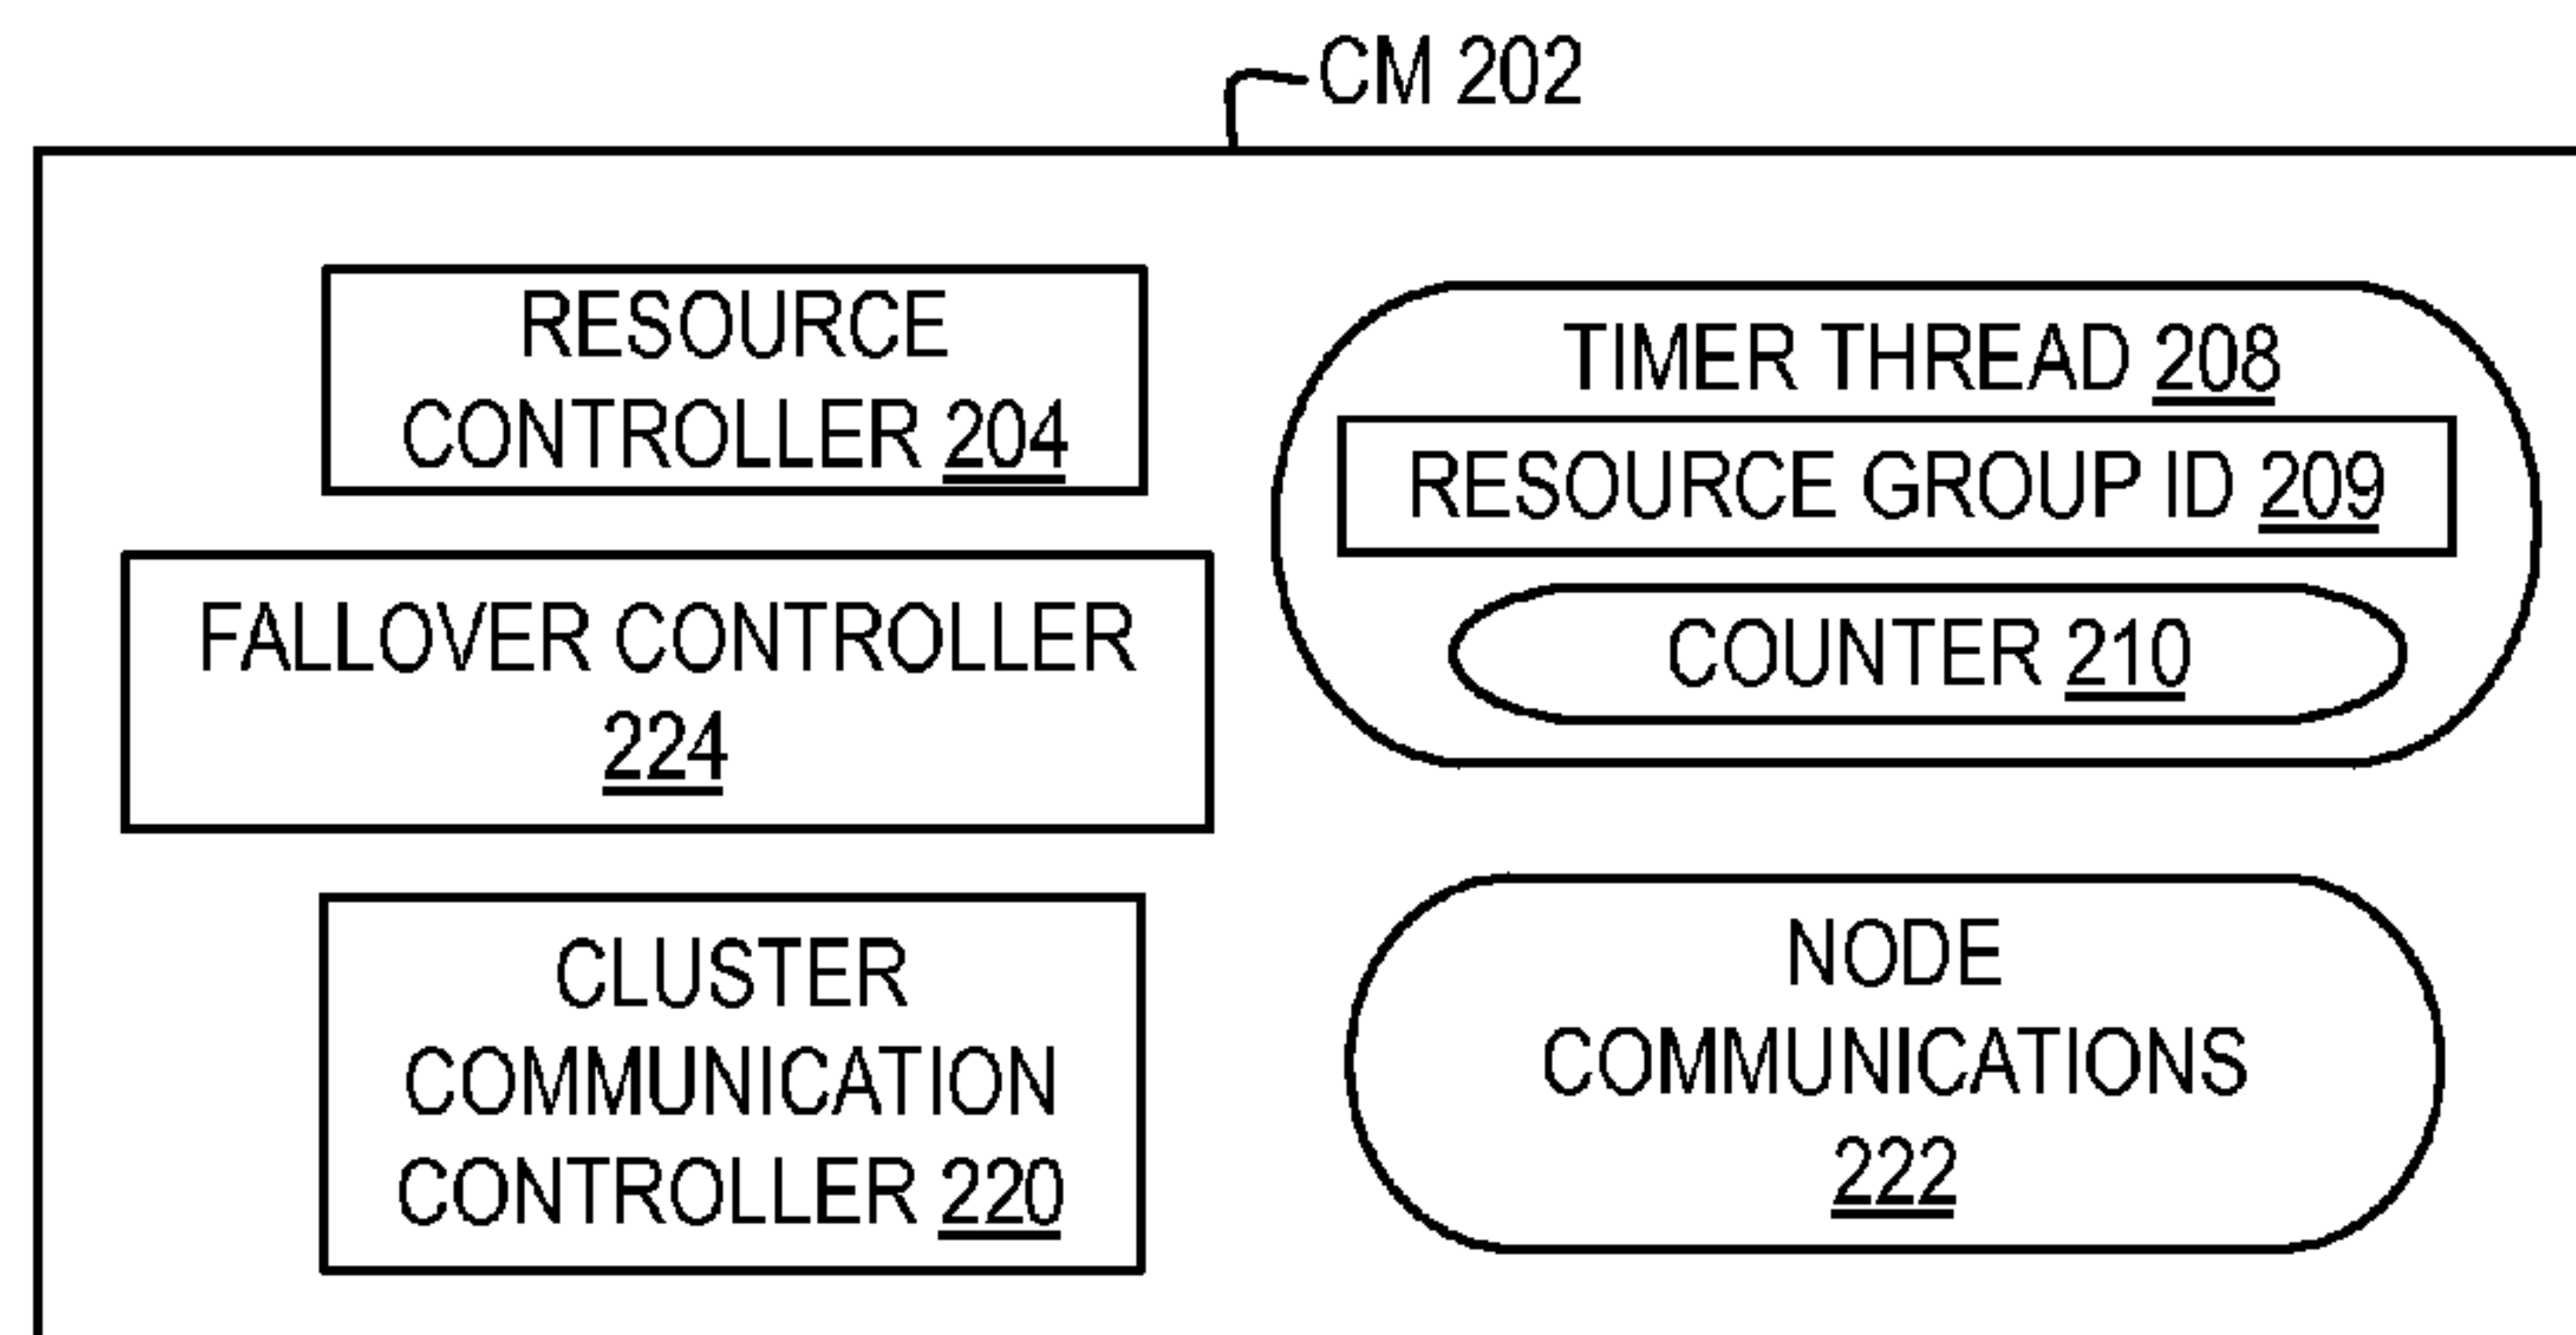 CM 202
RESOURCE
CONTROLLER 204
FALLOVER CONTROLLER
224
CLUSTER
COMMUNICATION
CONTROLLER 220
TIMER THREAD 208
RESOURCE GROUP ID 209
COUNTER 210
NODE
COMMUNICATIONS
222